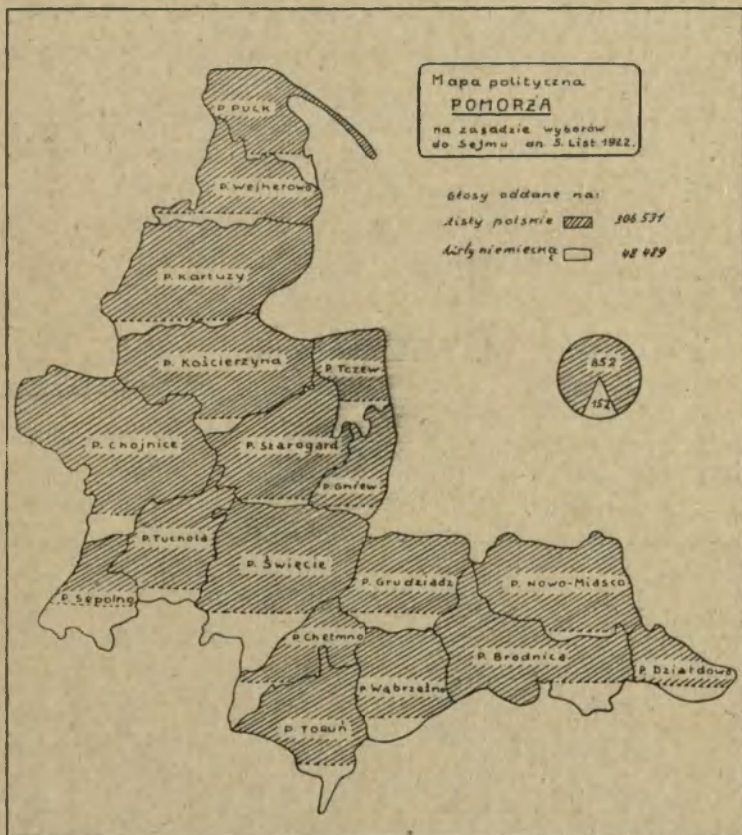 Mapa polityczna
POMORZA
na zasadzie wyborów
do Sejmu dn. 5. List. 1922.
Głosy oddane na:
listy polskie 306 531
listy niemiecką 48 489
85%
15%
P. Puck
P. Wejherowo
P. Kartuzy
P. Kościerzyna
P. Tczew
P. Chojnice
P. Starogard
P. Gniew
P. Tuchola
P. Świecie
P. Grudziądz
P. Nowo-Miasto
P. Sępolno
P. Chełmno
P. Brodnica
P. Działdowo
P. Wąbrzeźno
P. Toruń